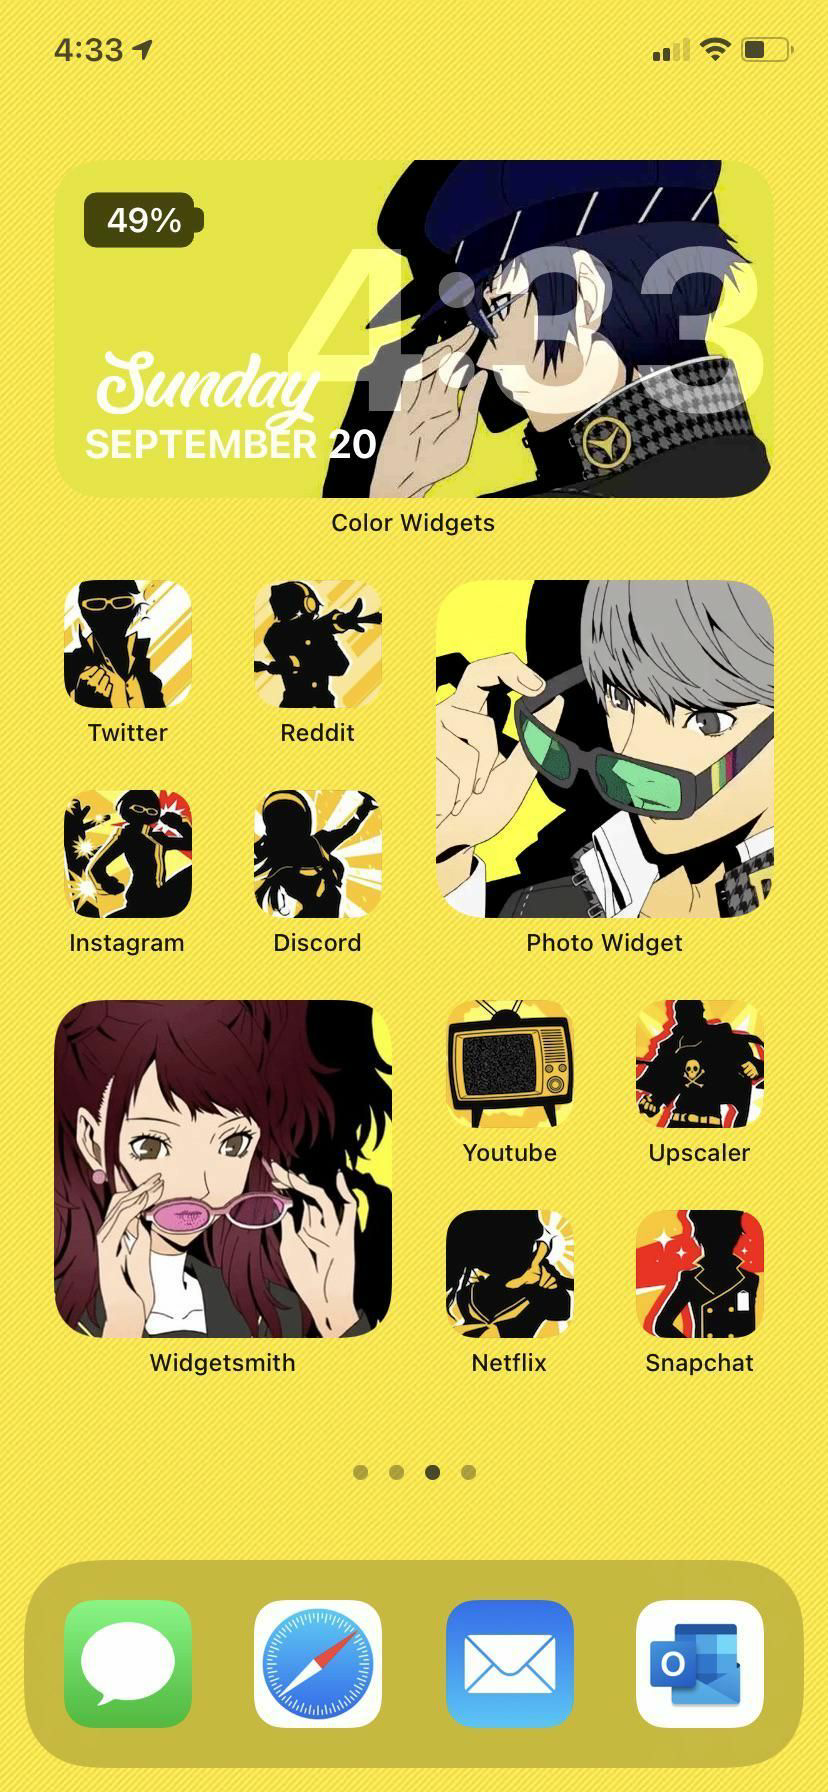 4:33
49%
4:33
Sunday
SEPTEMBER 20
Color Widgets
Twitter
Reddit
Instagram
Discord
Photo Widget
Widgetsmith
Youtube
Upscaler
Netflix
Snapchat
O